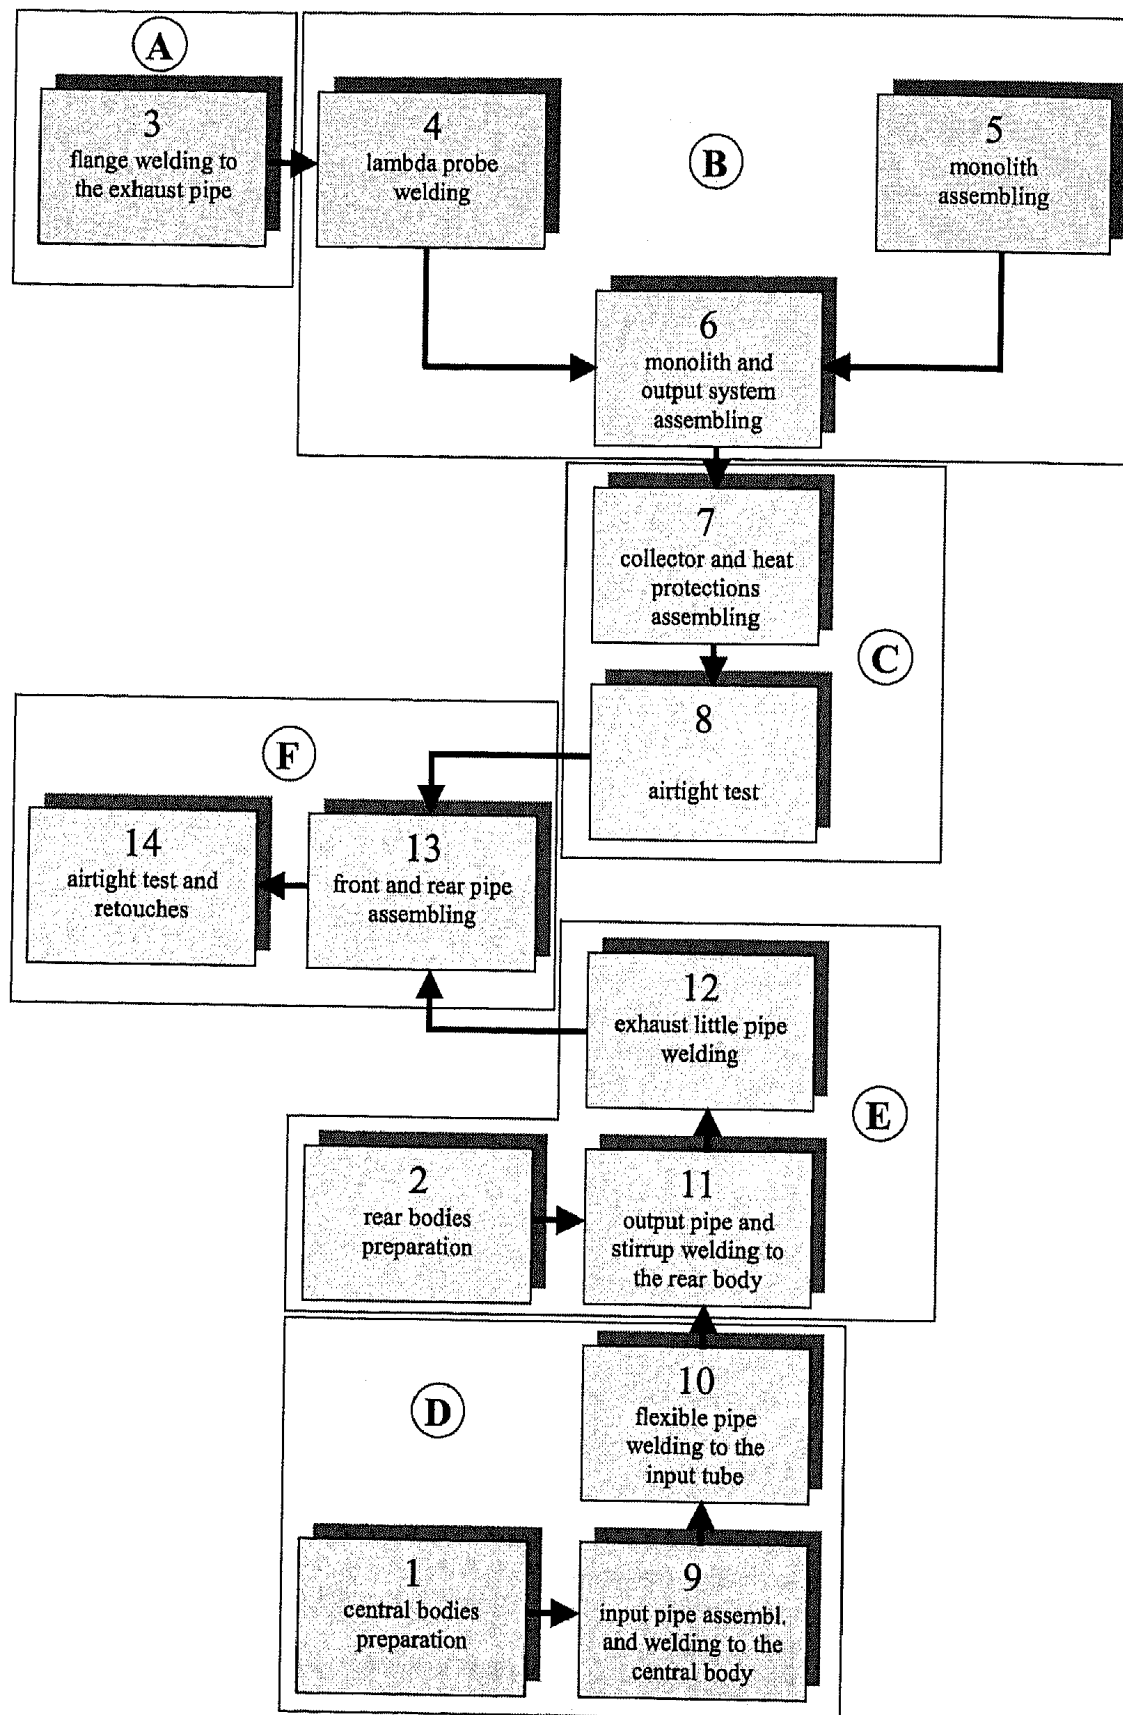 A
3
flange welding to
the exhaust pipe
4
lambda probe
welding
B
5
monolith
assembling
6
monolith and
output system
assembling
7
collector and heat
protections
assembling
C
8
airtight test
F
14
airtight test and
retouches
13
front and rear pipe
assembling
12
exhaust little pipe
welding
E
2
rear bodies
preparation
11
output pipe and
stirrup welding to
the rear body
D
10
flexible pipe
welding to the
input tube
1
central bodies
preparation
9
input pipe assembl.
and welding to the
central body